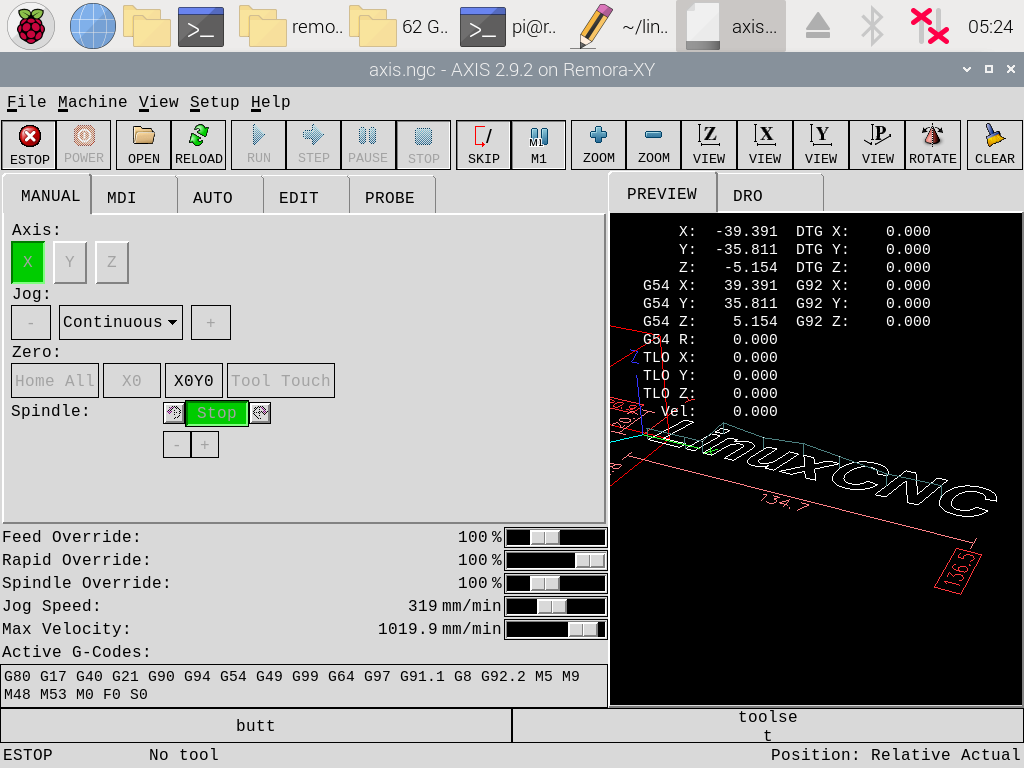 remo.. 62 G.. pi@r.. ~/lin.. axis... 05:24
axis.ngc - AXIS 2.9.2 on Remora-XY
File Machine View Setup Help
ESTOP POWER OPEN RELOAD RUN STEP PAUSE STOP SKIP M1 ZOOM ZOOM VIEW VIEW VIEW VIEW ROTATE CLEAR
MANUAL MDI AUTO EDIT PROBE
Axis:
X Y Z
Jog:
- Continuous +
Zero:
Home All X0 X0Y0 Tool Touch
Spindle: Stop
- +
Feed Override: 100 %
Rapid Override: 100 %
Spindle Override: 100 %
Jog Speed: 319 mm/min
Max Velocity: 1019.9 mm/min
Active G-Codes:
G80 G17 G40 G21 G90 G94 G54 G49 G99 G64 G97 G91.1 G8 G92.2 M5 M9
M48 M53 M0 F0 S0
PREVIEW DRO
X: -39.391 DTG X: 0.000
Y: -35.811 DTG Y: 0.000
Z: -5.154 DTG Z: 0.000
G54 X: 39.391 G92 X: 0.000
G54 Y: 35.811 G92 Y: 0.000
G54 Z: 5.154 G92 Z: 0.000
G54 R: 0.000
TLO X: 0.000
TLO Y: 0.000
TLO Z: 0.000
Vel: 0.000
Z
LinuxCNC
134.7
136.5
butt
toolse
t
ESTOP No tool Position: Relative Actual